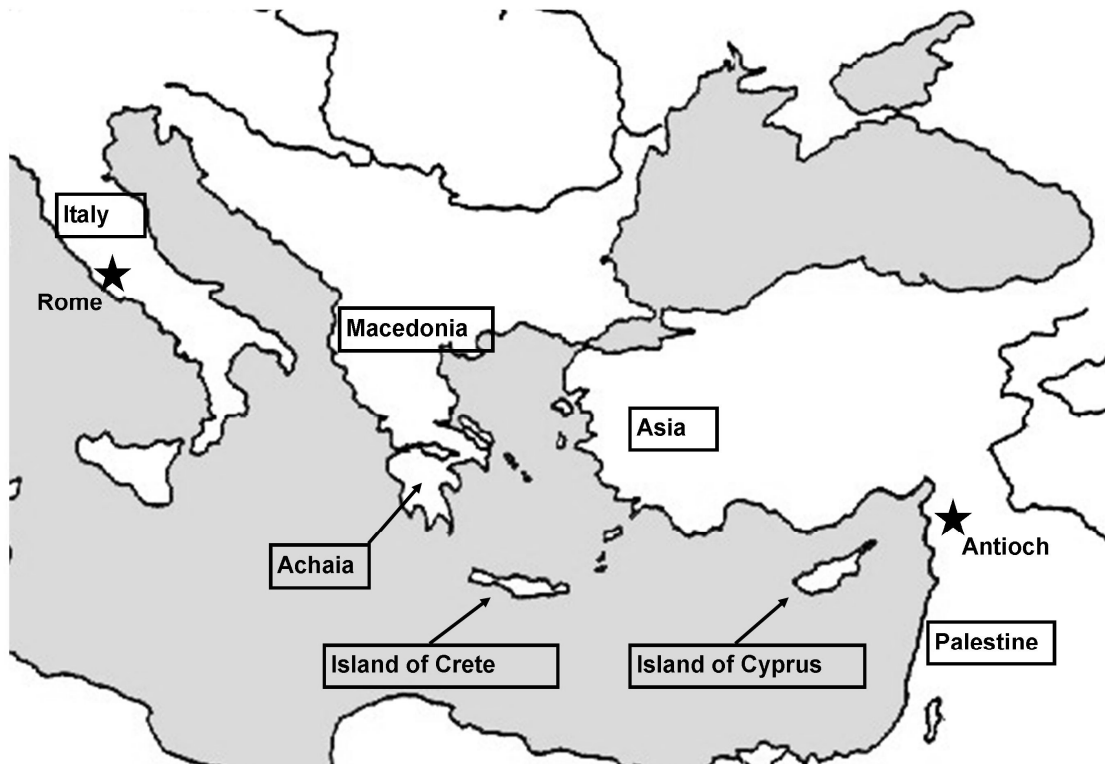 Italy
Rome
Macedonia
Asia
Antioch
Achaia
Palestine
Island of Crete
Island of Cyprus